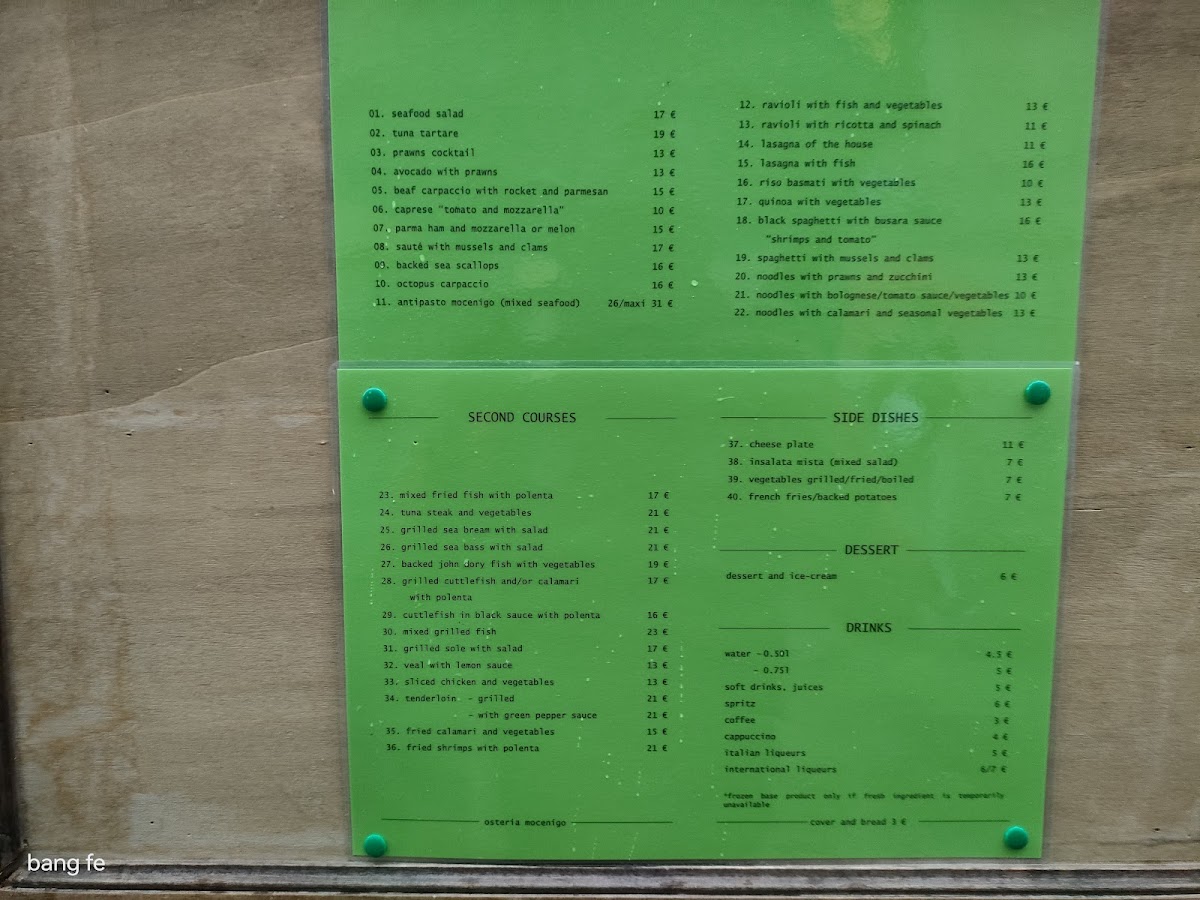 01. seafood salad 17 €
02. tuna tartare 19 €
03. prawns cocktail 13 €
04. avocado with prawns 13 €
05. beaf carpaccio with rocket and parmesan 15 €
06. caprese "tomato and mozzarella" 10 €
07. parma ham and mozzarella or melon 15 €
08. sauté with mussels and clams 17 €
09. backed sea scallops 16 €
10. octopus carpaccio 16 €
11. antipasto mocenigo (mixed seafood) 26/maxi 31 €
12. ravioli with fish and vegetables 13 €
13. ravioli with ricotta and spinach 11 €
14. lasagna of the house 11 €
15. lasagna with fish 16 €
16. riso basmati with vegetables 10 €
17. quinoa with vegetables 13 €
18. black spaghetti with busara sauce 16 €
"shrimps and tomato"
19. spaghetti with mussels and clams 13 €
20. noodles with prawns and zucchini 13 €
21. noodles with bolognese/tomato sauce/vegetables 10 €
22. noodles with calamari and seasonal vegetables 13 €
SECOND COURSES
23. mixed fried fish with polenta 17 €
24. tuna steak and vegetables 21 €
25. grilled sea bream with salad 21 €
26. grilled sea bass with salad 21 €
27. backed john dory fish with vegetables 19 €
28. grilled cuttlefish and/or calamari 17 €
with polenta
29. cuttlefish in black sauce with polenta 16 €
30. mixed grilled fish 23 €
31. grilled sole with salad 17 €
32. veal with lemon sauce 13 €
33. sliced chicken and vegetables 13 €
34. tenderloin - grilled 21 €
- with green pepper sauce 21 €
35. fried calamari and vegetables 15 €
36. fried shrimps with polenta 21 €
osteria mocenigo
SIDE DISHES
37. cheese plate 11 €
38. insalata mista (mixed salad) 7 €
39. vegetables grilled/fried/boiled 7 €
40. french fries/backed potatoes 7 €
DESSERT
dessert and ice-cream 6 €
DRINKS
water - 0.50l 4.5 €
- 0.75l 5 €
soft drinks, juices 5 €
spritz 6 €
coffee 3 €
cappuccino 4 €
italian liqueurs 5 €
international liqueurs 6/7 €
*frozen base product only if fresh ingredient is temporarily
unavailable
cover and bread 3 €
bang fe